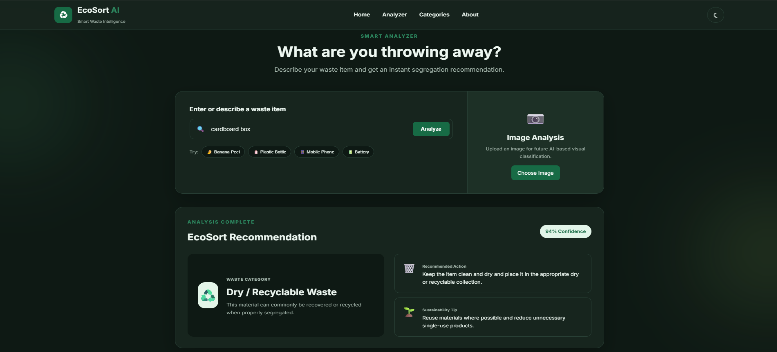 EcoSort AI
Smart Waste Intelligence
Home
Analyzer
Categories
About
SMART ANALYZER
What are you throwing away?
Describe your waste item and get an instant segregation recommendation.
Enter or describe a waste item
cardboard box
Analyze
Try:
Banana Peel
Plastic Bottle
Mobile Phone
Battery
Image Analysis
Upload an image for future AI-based visual
classification.
Choose Image
ANALYSIS COMPLETE
EcoSort Recommendation
94% Confidence
WASTE CATEGORY
Dry / Recyclable Waste
This material can commonly be recovered or recycled
when properly segregated.
Recommended Action
Keep the item clean and dry and place it in the appropriate dry
or recyclable collection.
Sustainability Tip
Reuse materials where possible and reduce unnecessary
single-use products.